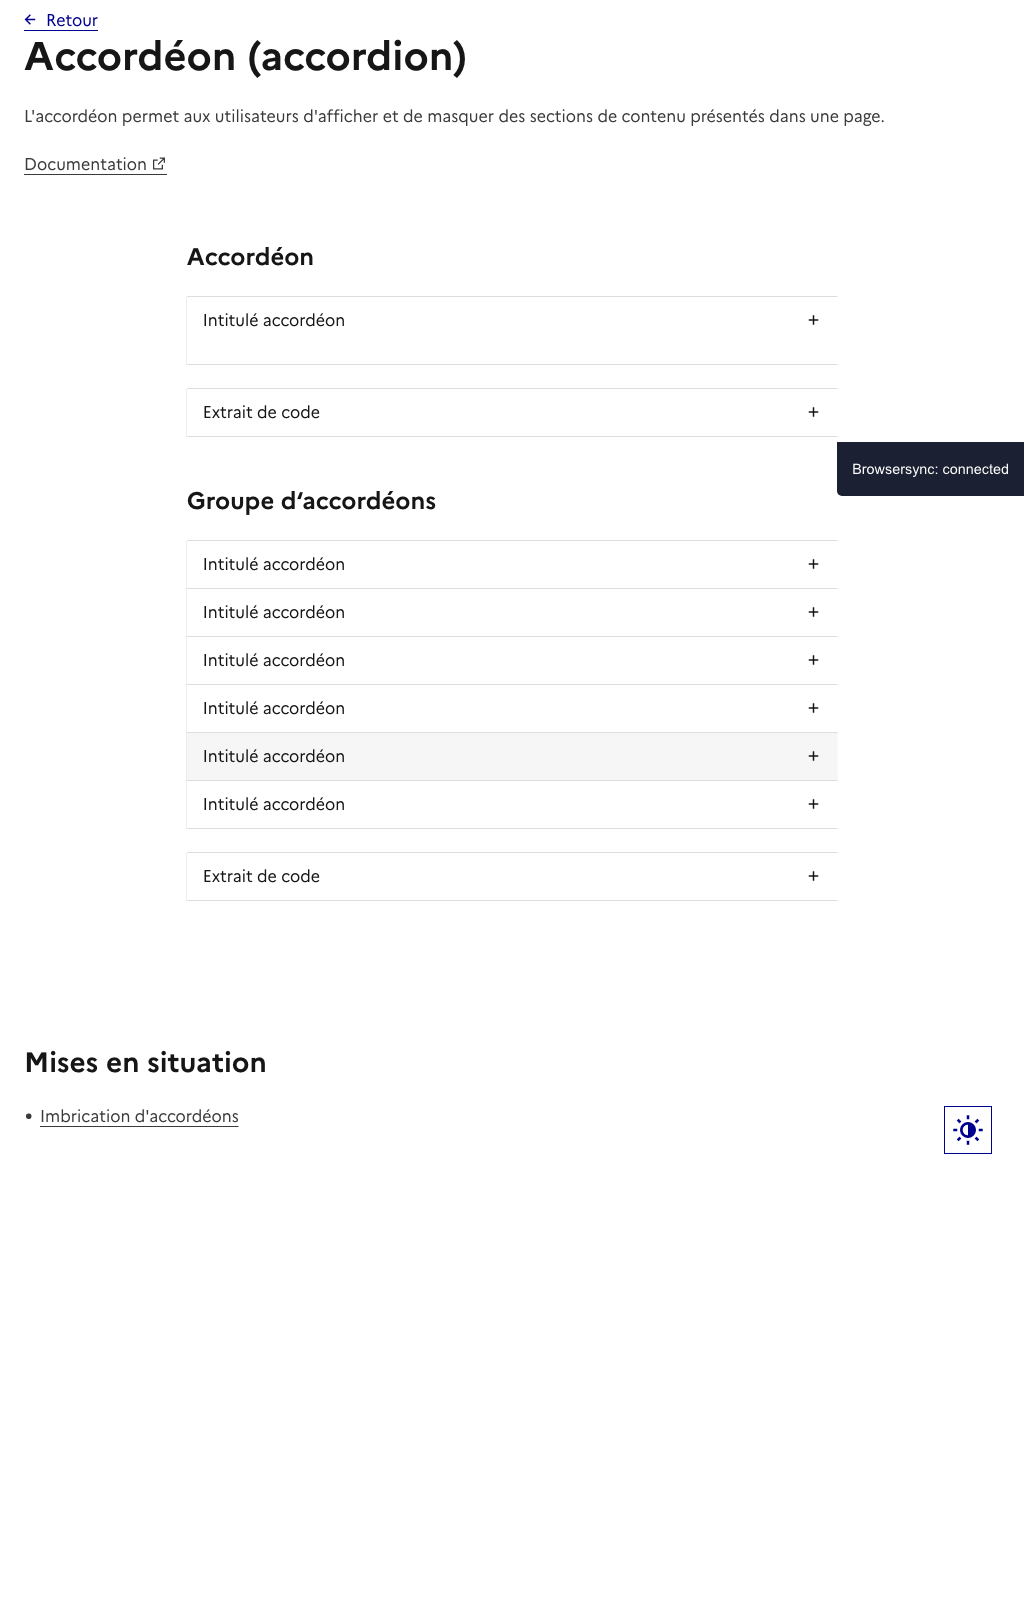 Retour
Accordéon (accordion)
L'accordéon permet aux utilisateurs d'afficher et de masquer des sections de contenu présentés dans une page.
Documentation
Accordéon
Intitulé accordéon
Extrait de code
Browsersync: connected
Groupe d‘accordéons
Intitulé accordéon
Intitulé accordéon
Intitulé accordéon
Intitulé accordéon
Intitulé accordéon
Intitulé accordéon
Extrait de code
Mises en situation
• Imbrication d'accordéons